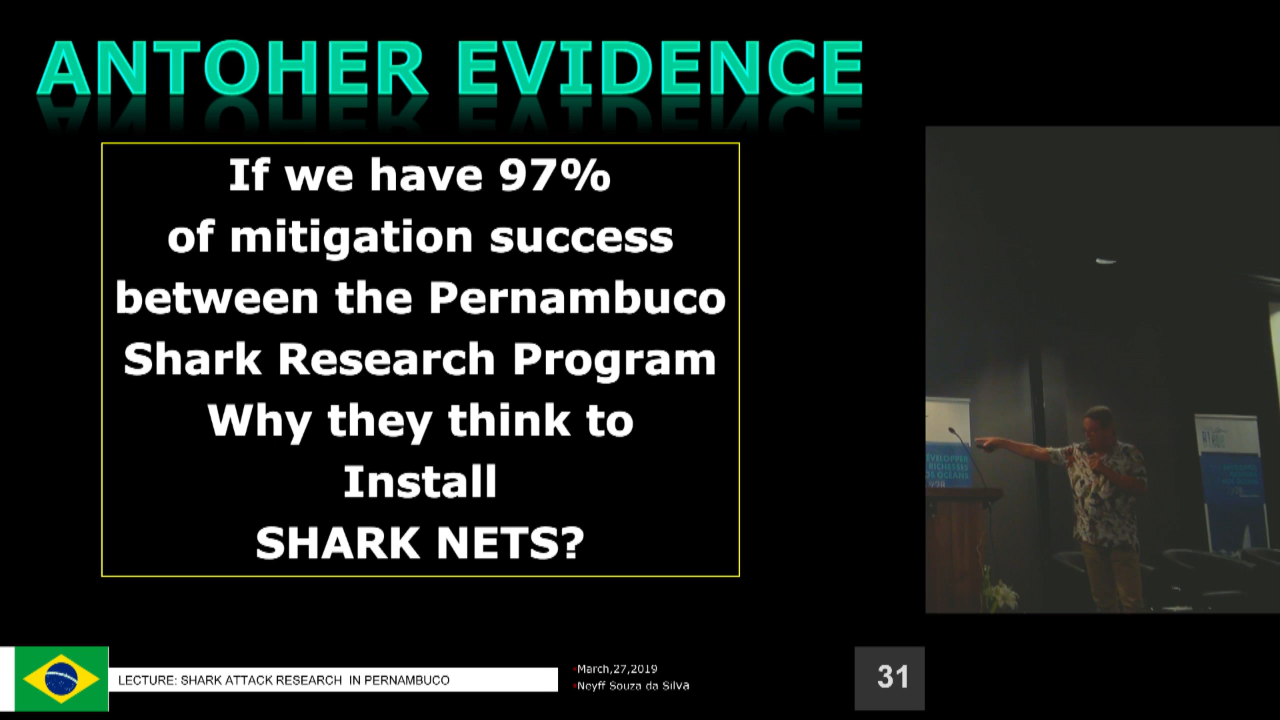 ANTOHER EVIDENCE
If we have 97%
of mitigation success
between the Pernambuco
Shark Research Program
Why they think to
Install
SHARK NETS?
LECTURE: SHARK ATTACK RESEARCH IN PERNAMBUCO
March,27,2019
Neyff Souza da Silva
31